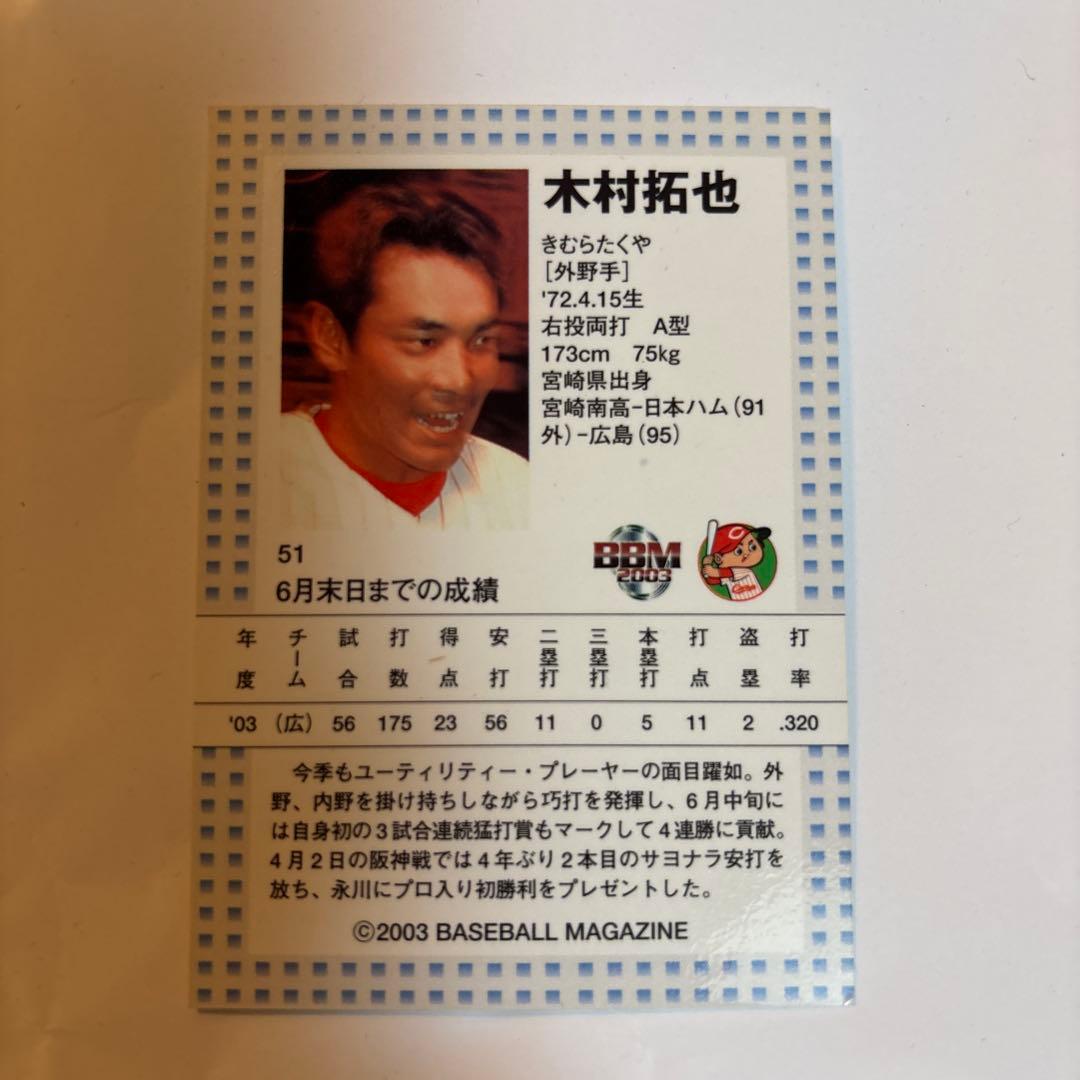 木村拓也
きむらたくや
[外野手]
'72.4.15生
右投両打　A型
173cm　75kg
宮崎県出身
宮崎南高-日本ハム(91
外)-広島(95)
BBM
2003
51
6月末日までの成績
年度 チーム 試合 打数 得点 安打 二塁打 三塁打 本塁打 打点 盗塁 打率
'03 (広) 56 175 23 56 11 0 5 11 2 .320
今季もユーティリティー・プレーヤーの面目躍如。外
野、内野を掛け持ちしながら巧打を発揮し、6月中旬に
は自身初の3試合連続猛打賞もマークして4連勝に貢献。
4月2日の阪神戦では4年ぶり2本目のサヨナラ安打を
放ち、永川にプロ入り初勝利をプレゼントした。
©2003 BASEBALL MAGAZINE